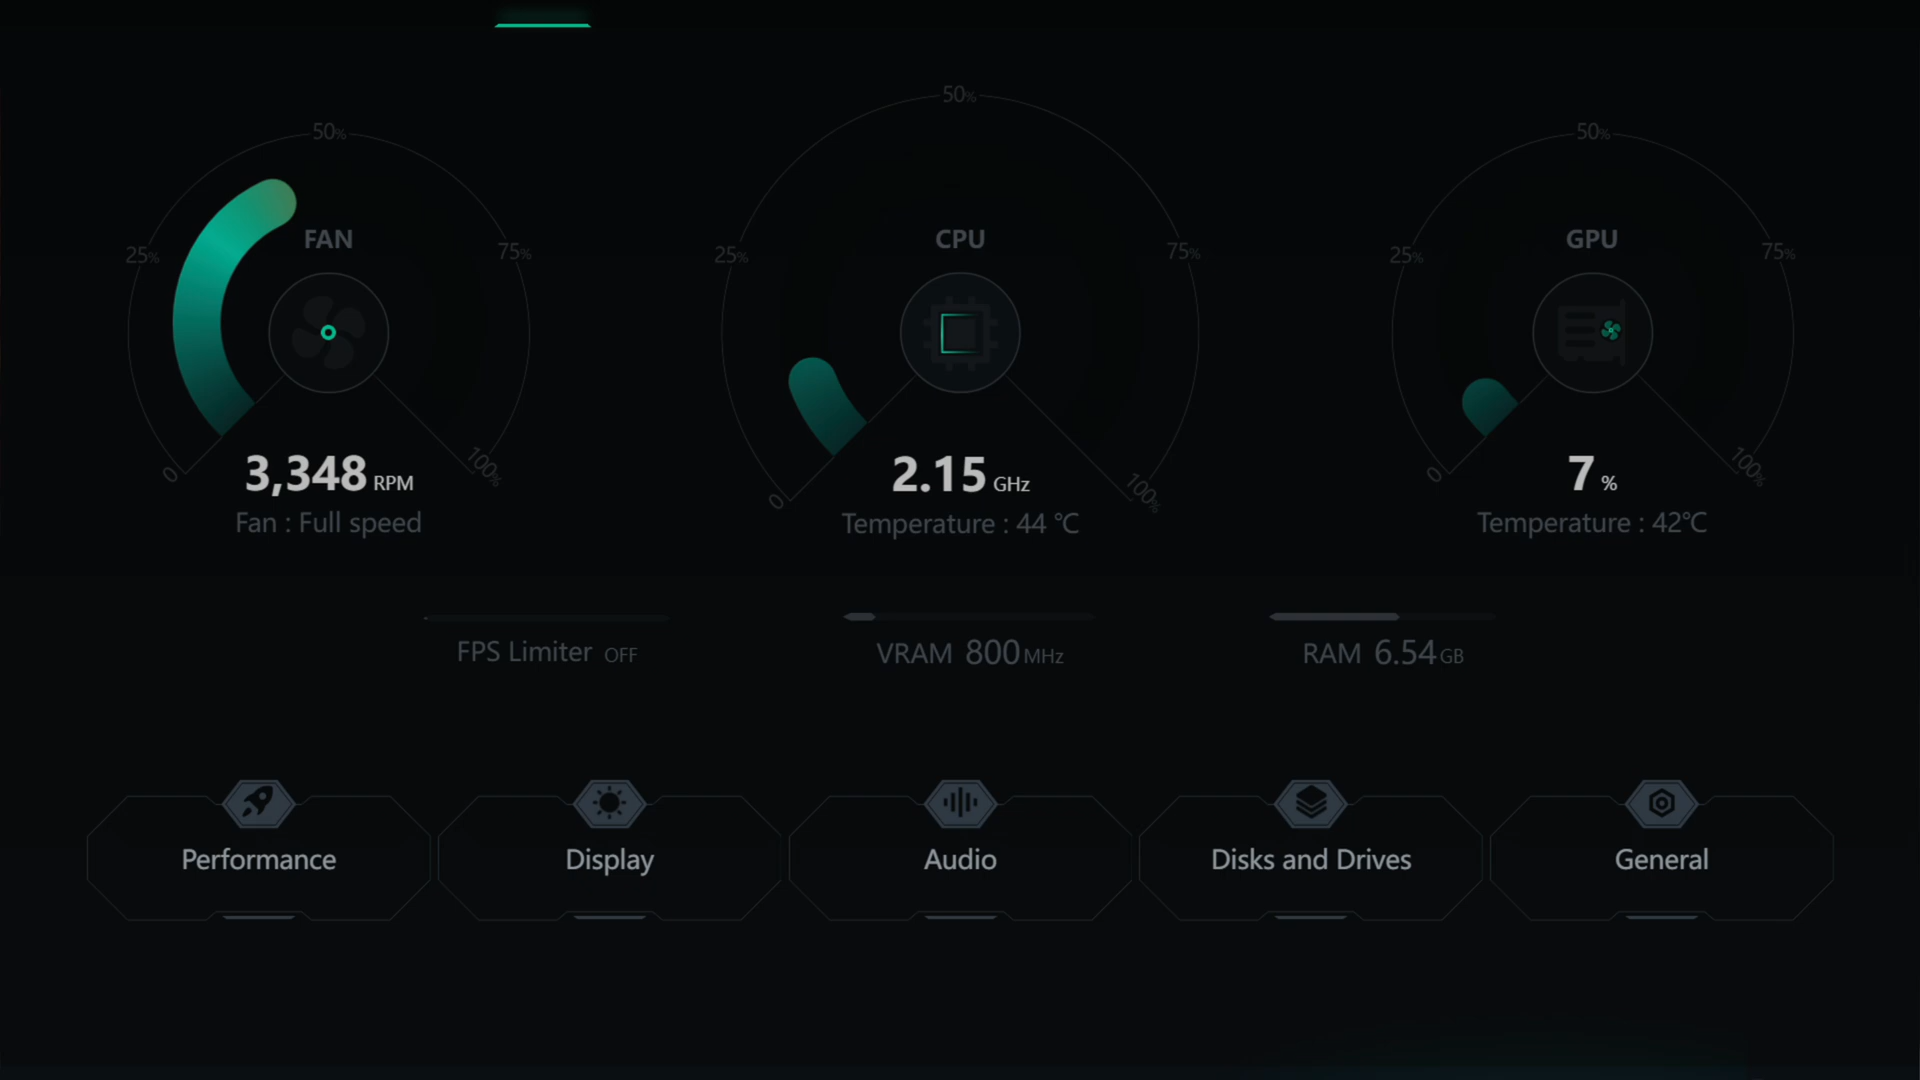 50%
25%
75%
FAN
0
100%
3,348 RPM
Fan : Full speed
50%
25%
75%
CPU
0
100%
2.15 GHz
Temperature : 44 ℃
50%
25%
75%
GPU
0
100%
7 %
Temperature : 42℃
FPS Limiter OFF
VRAM 800 MHz
RAM 6.54 GB
Performance
Display
Audio
Disks and Drives
General